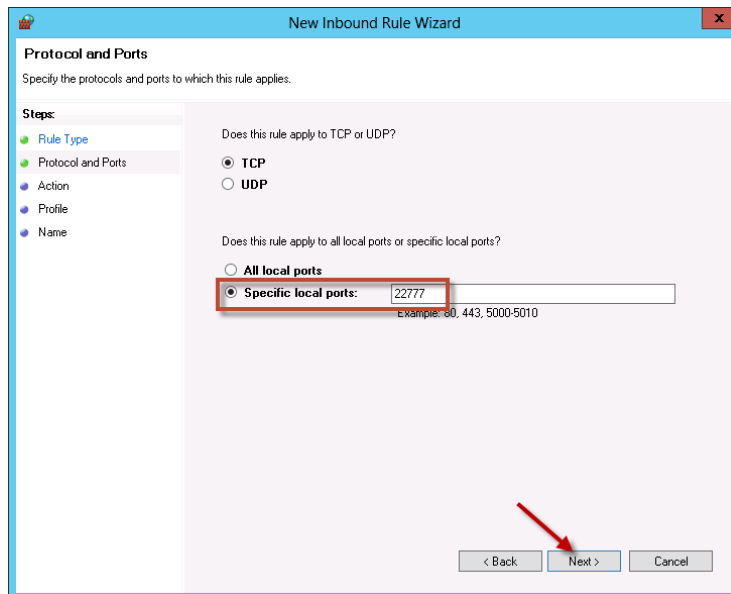 New Inbound Rule Wizard
x
Protocol and Ports
Specify the protocols and ports to which this rule applies.
Steps:
Rule Type
Protocol and Ports
Action
Profile
Name
Does this rule apply to TCP or UDP?
TCP
UDP
Does this rule apply to all local ports or specific local ports?
All local ports
Specific local ports: 22777
Example: 80, 443, 5000-5010
< Back Next > Cancel